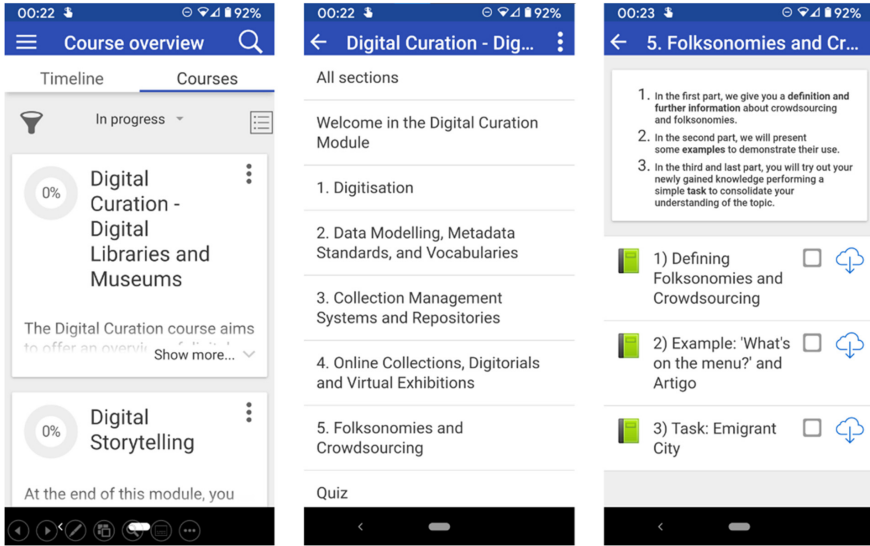 00:22
92%
Course overview
Timeline
Courses
In progress
0%
Digital
Curation -
Digital
Libraries and
Museums
The Digital Curation course aims
Show more...
0%
Digital
Storytelling
At the end of this module, you
00:22
92%
Digital Curation - Dig...
All sections
Welcome in the Digital Curation
Module
1. Digitisation
2. Data Modelling, Metadata
Standards, and Vocabularies
3. Collection Management
Systems and Repositories
4. Online Collections, Digitorials
and Virtual Exhibitions
5. Folksonomies and
Crowdsourcing
Quiz
00:23
92%
5. Folksonomies and Cr...
1. In the first part, we give you a definition and
further information about crowdsourcing
and folksonomies.
2. In the second part, we will present
some examples to demonstrate their use.
3. In the third and last part, you will try out your
newly gained knowledge performing a
simple task to consolidate your
understanding of the topic.
1) Defining
Folksonomies and
Crowdsourcing
2) Example: 'What's
on the menu?' and
Artigo
3) Task: Emigrant
City